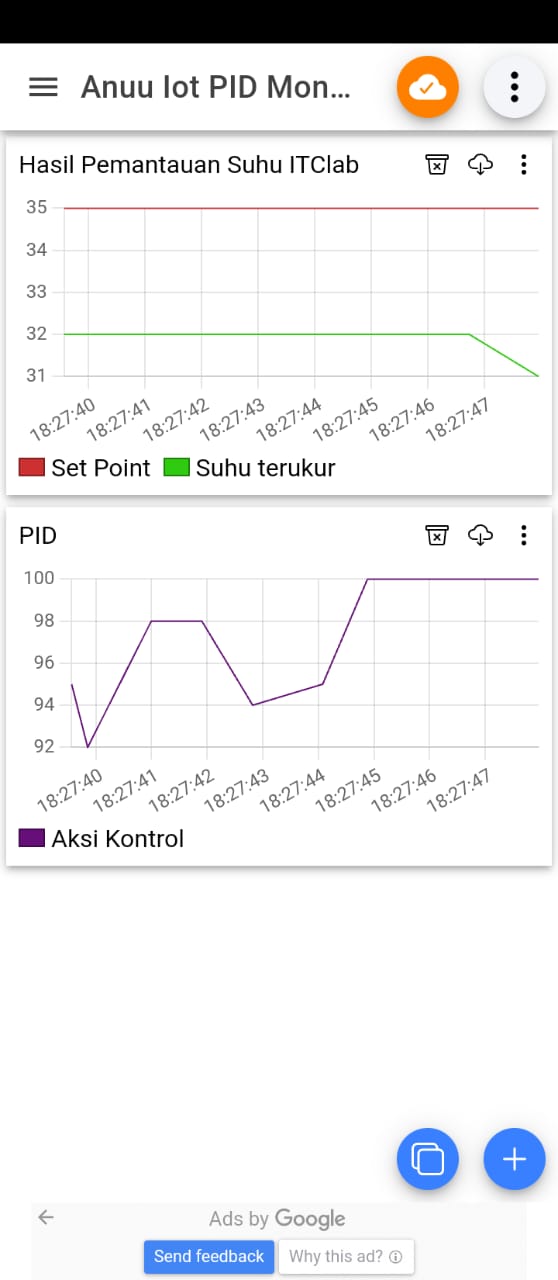 Anuu Iot PID Mon...
Hasil Pemantauan Suhu ITClab
35
34
33
32
31
18:27:40 18:27:41 18:27:42 18:27:43 18:27:44 18:27:45 18:27:46 18:27:47
Set Point Suhu terukur
PID
100
98
96
94
92
18:27:40 18:27:41 18:27:42 18:27:43 18:27:44 18:27:45 18:27:46 18:27:47
Aksi Kontrol
Ads by Google
Send feedback Why this ad?